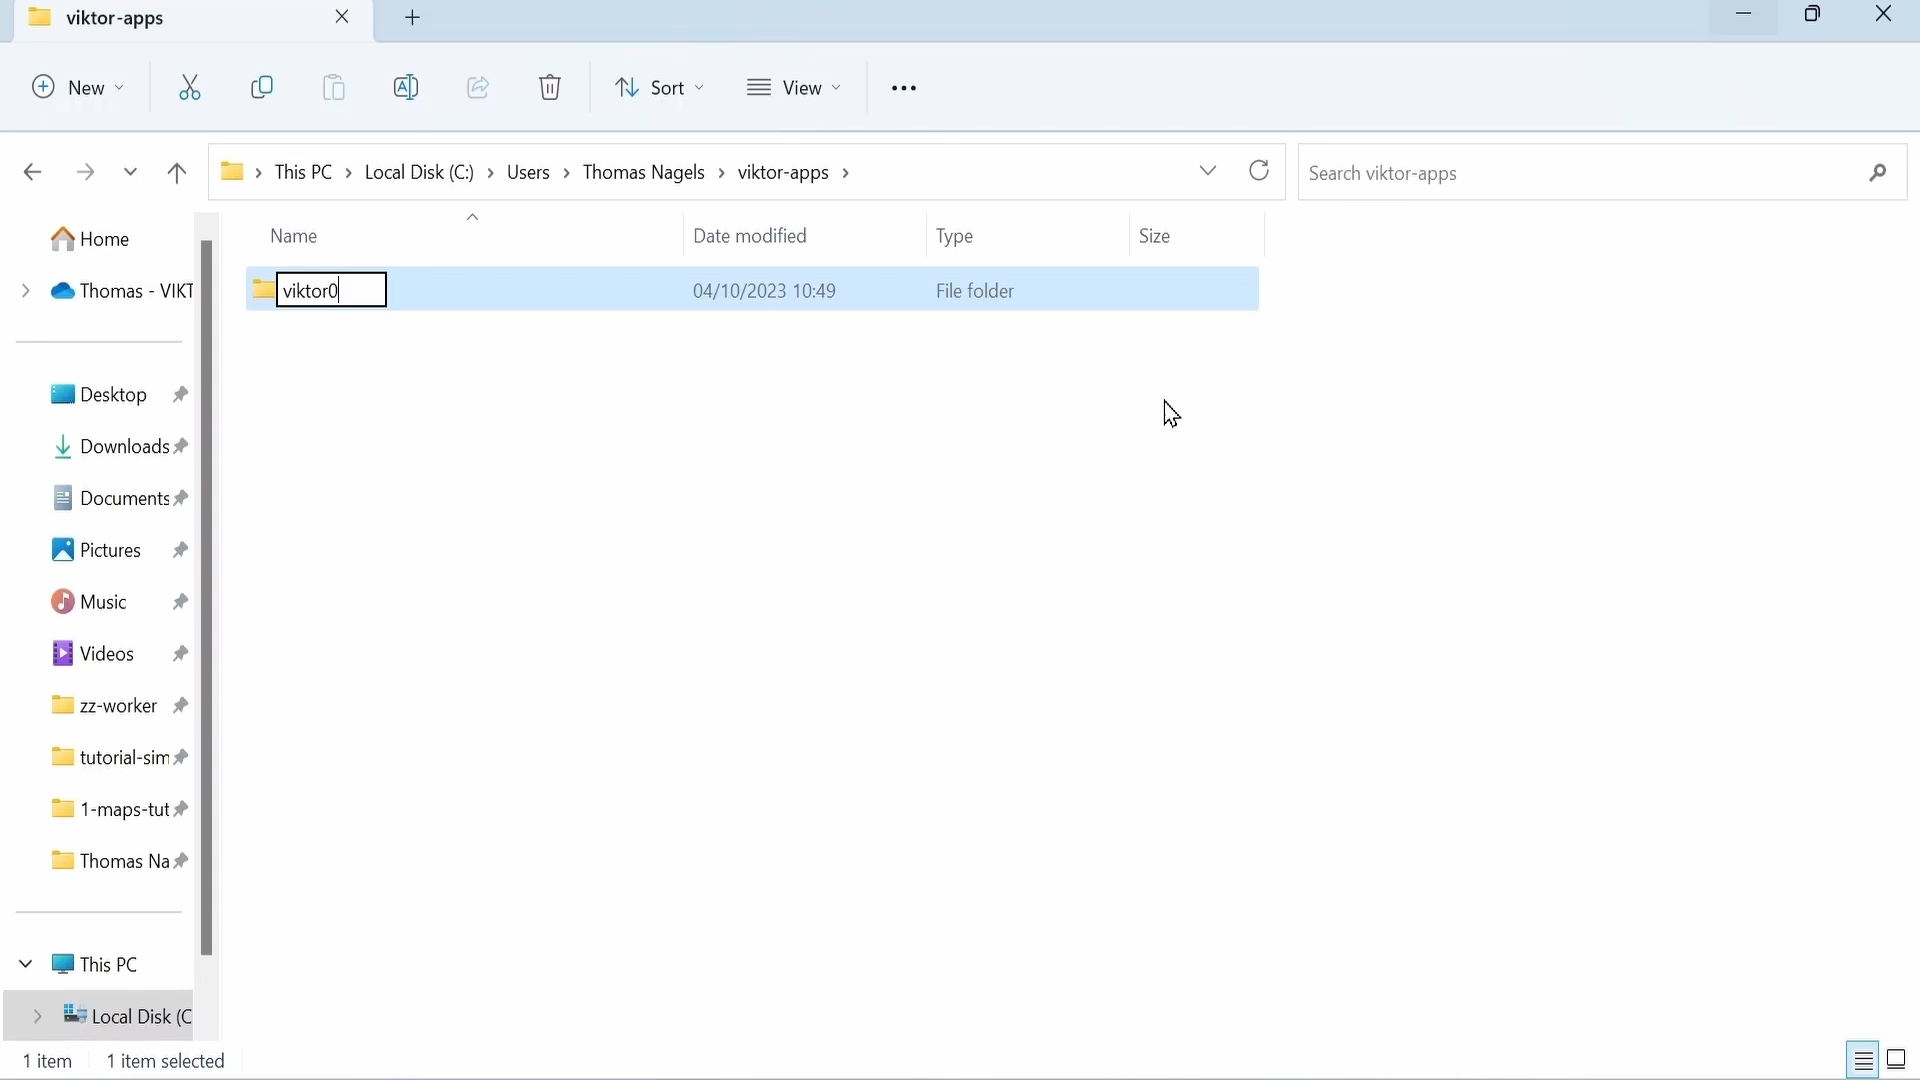 viktor-apps
New
Sort
View
This PC
Local Disk (C:)
Users
Thomas Nagels
viktor-apps
Search viktor-apps
Home
Thomas - VIKT
Desktop
Downloads
Documents
Pictures
Music
Videos
zz-worker
tutorial-sim
1-maps-tut
Thomas Na
This PC
Local Disk (C
Name
Date modified
Type
Size
viktor0
04/10/2023 10:49
File folder
1 item
1 item selected